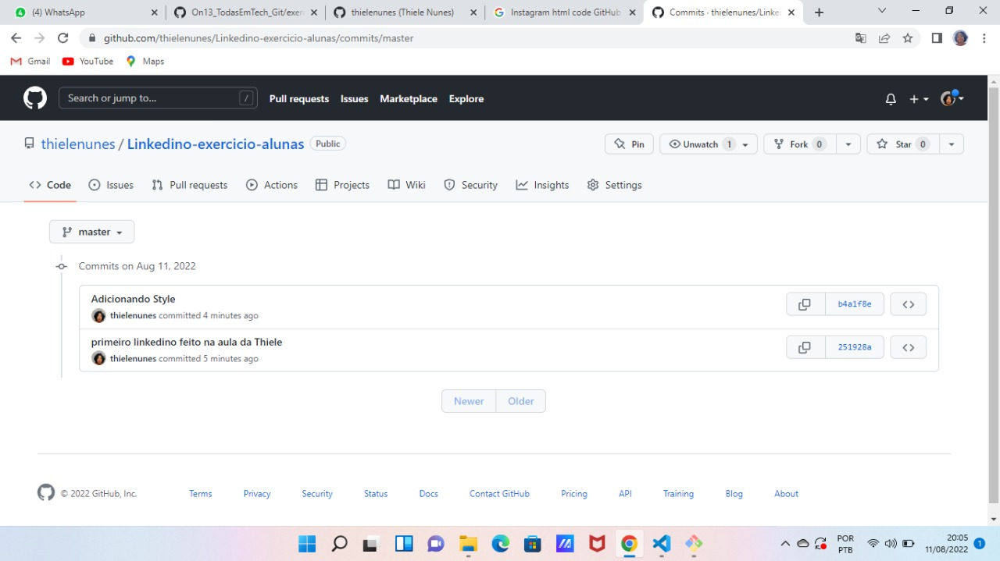 (4) WhatsApp
On13_TodasEmTech_Git/exer
thielenunes (Thiele Nunes)
Instagram html code GitHub
Commits · thielenunes/Linke
github.com/thielenunes/Linkedino-exercicio-alunas/commits/master
Gmail
YouTube
Maps
Search or jump to...
/
Pull requests
Issues
Marketplace
Explore
thielenunes / Linkedino-exercicio-alunas
Public
Pin
Unwatch 1
Fork 0
Star 0
Code
Issues
Pull requests
Actions
Projects
Wiki
Security
Insights
Settings
master
Commits on Aug 11, 2022
Adicionando Style
thielenunes committed 4 minutes ago
b4a1f8e
primeiro linkedino feito na aula da Thiele
thielenunes committed 5 minutes ago
251928a
Newer
Older
© 2022 GitHub, Inc.
Terms
Privacy
Security
Status
Docs
Contact GitHub
Pricing
API
Training
Blog
About
POR
PTB
20:05
11/08/2022
1